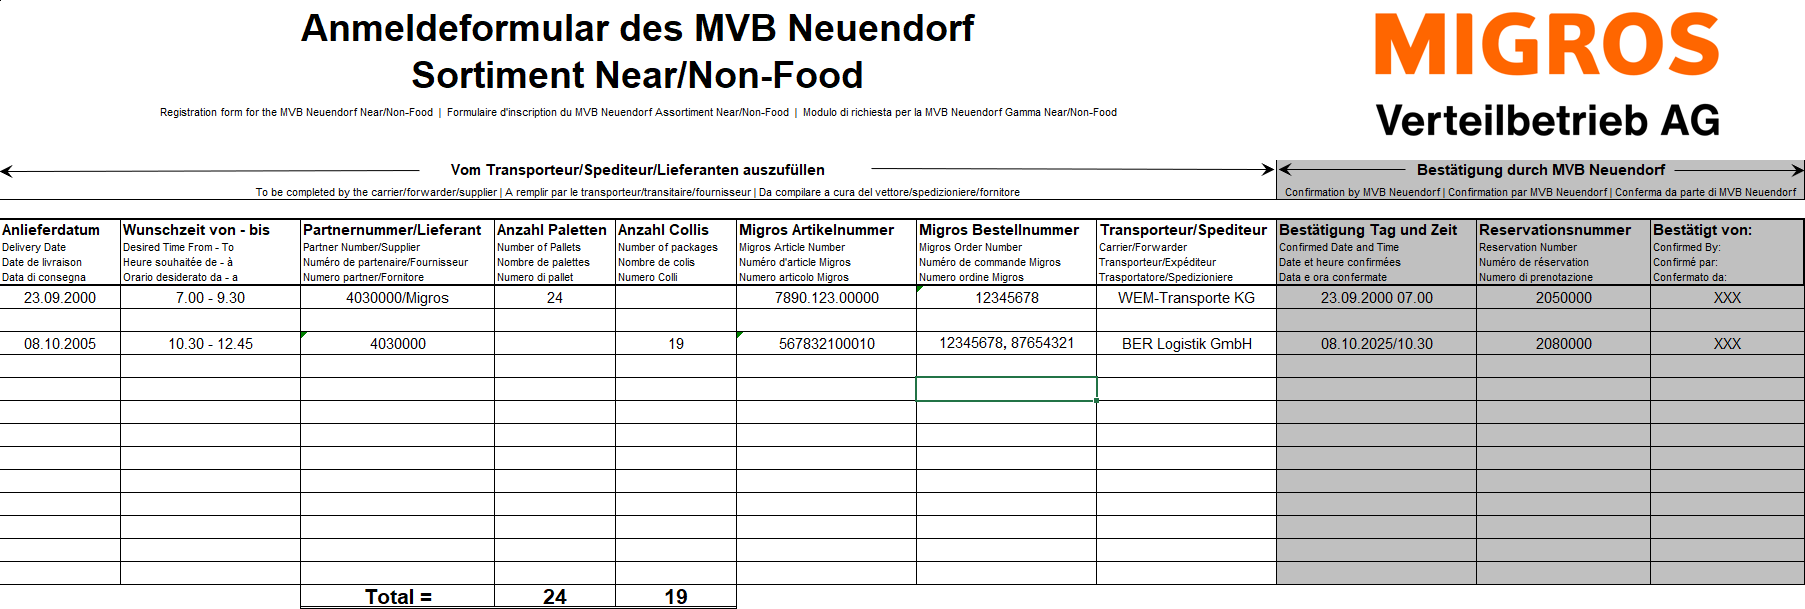 Anmeldeformular des MVB Neuendorf
Sortiment Near/Non-Food
Registration form for the MVB Neuendorf Near/Non-Food | Formulaire d'inscription du MVB Neuendorf Assortiment Near/Non-Food | Modulo di richiesta per la MVB Neuendorf Gamma Near/Non-Food
MIGROS
Verteilbetrieb AG
Vom Transporteur/Spediteur/Lieferanten auszufüllen
To be completed by the carrier/forwarder/supplier | A remplir par le transporteur/transitaire/fournisseur | Da compilare a cura del vettore/spedizioniere/fornitore
Bestätigung durch MVB Neuendorf
Confirmation by MVB Neuendorf | Confirmation par MVB Neuendorf | Conferma da parte di MVB Neuendorf
Anlieferdatum Wunschzeit von - bis Partnernummer/Lieferant Anzahl Paletten Anzahl Collis Migros Artikelnummer Migros Bestellnummer Transporteur/Spediteur Bestätigung Tag und Zeit Reservationsnummer Bestätigt von:
Delivery Date Desired Time From - To Partner Number/Supplier Number of Pallets Number of packages Migros Article Number Migros Order Number Carrier/Forwarder Confirmed Date and Time Reservation Number Confirmed By:
Date de livraison Heure souhaitée de - à Numéro de partenaire/Fournisseur Nombre de palettes Nombre de colis Numéro d'article Migros Numéro de commande Migros Transporteur/Expéditeur Date et heure confirmées Numéro de réservation Confirmé par:
Data di consegna Orario desiderato da - a Numero partner/Fornitore Numero di pallet Numero Colli Numero articolo Migros Numero ordine Migros Trasportatore/Spedizioniere Data e ora confermate Numero di prenotazione Confermato da:
23.09.2000 7.00 - 9.30 4030000/Migros 24 7890.123.00000 12345678 WEM-Transporte KG 23.09.2000 07.00 2050000 XXX
08.10.2005 10.30 - 12.45 4030000 19 567832100010 12345678, 87654321 BER Logistik GmbH 08.10.2025/10.30 2080000 XXX
Total = 24 19